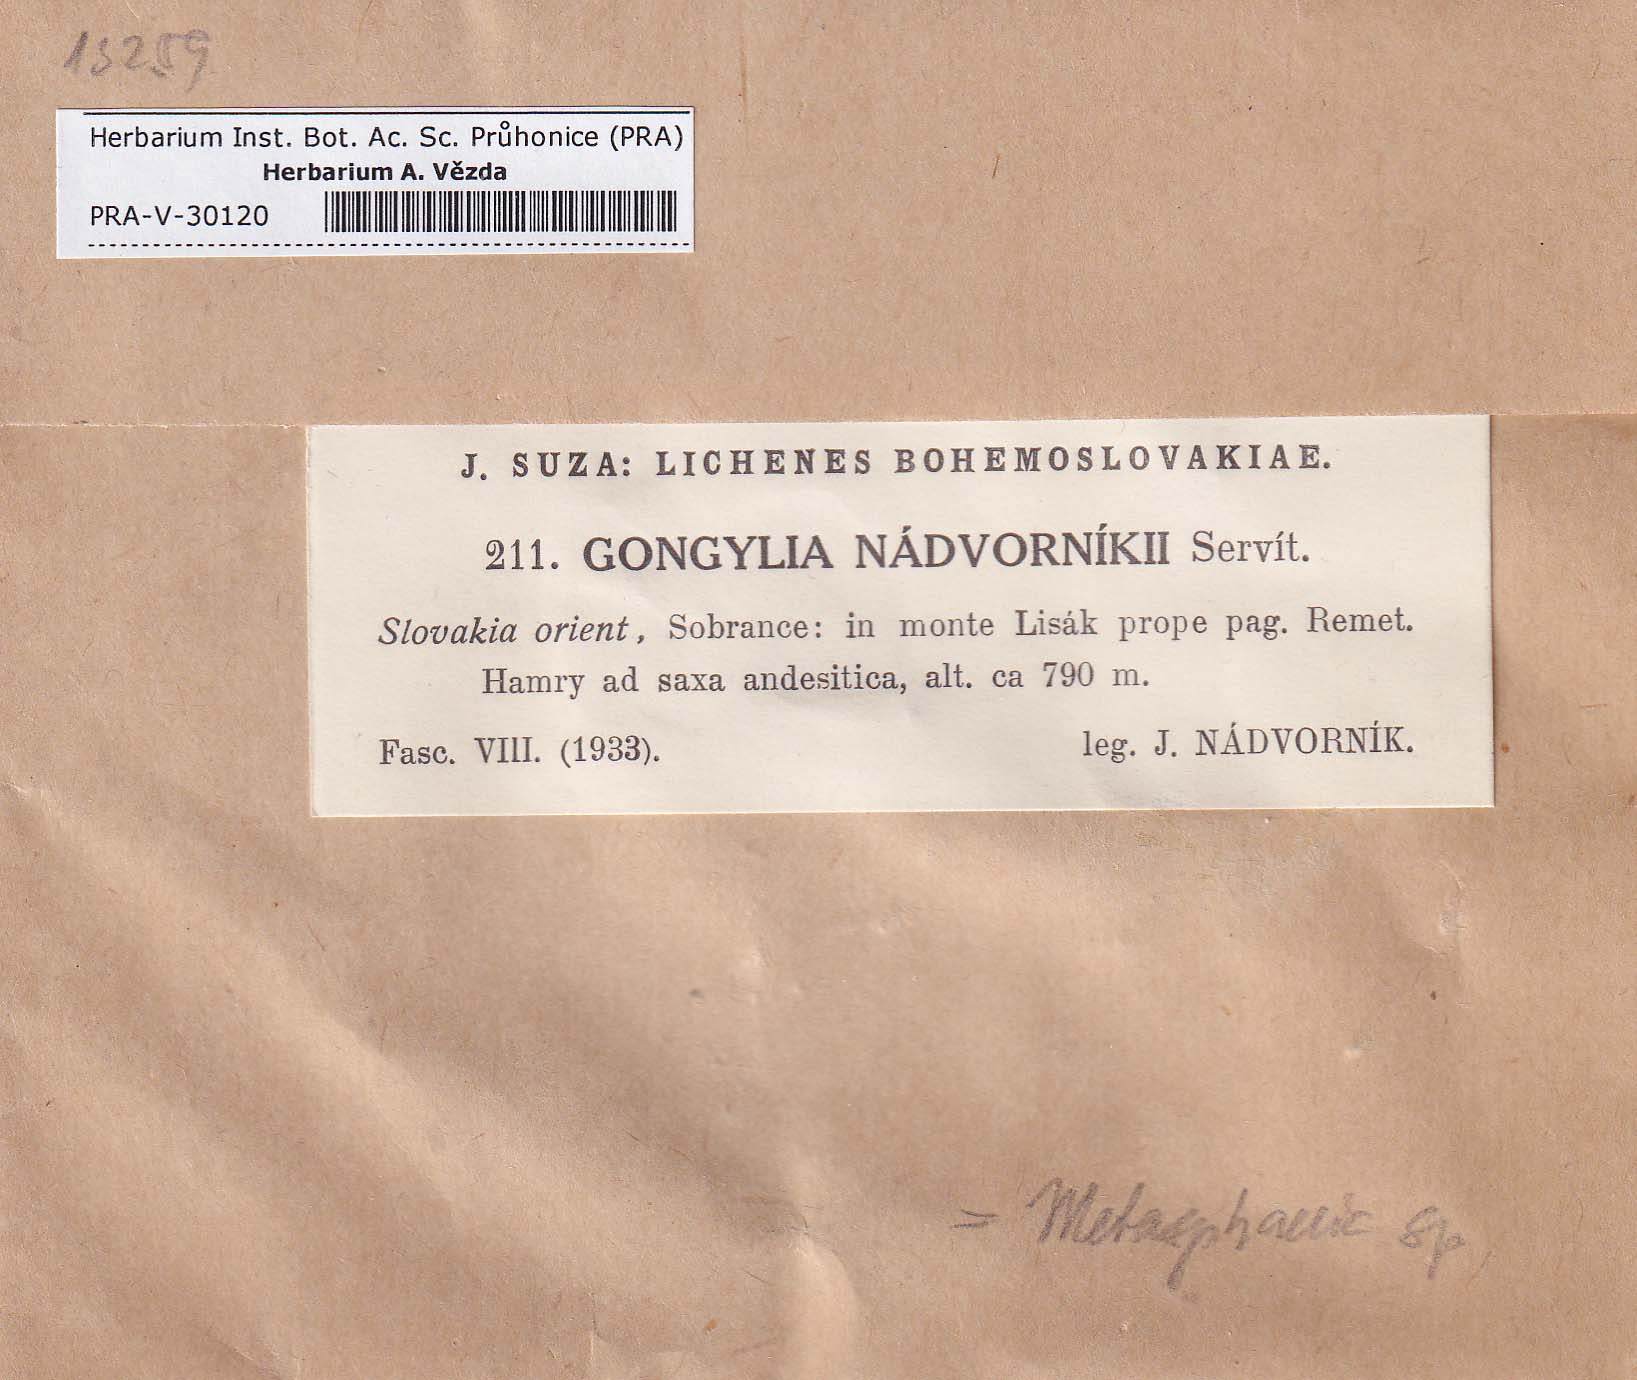 13259
Herbarium Inst. Bot. Ac. Sc. Průhonice (PRA)
Herbarium A. Vězda
PRA-V-30120
J. SUZA: LICHENES BOHEMOSLOVAKIAE.
211. GONGYLIA NÁDVORNÍKII Servít.
Slovakia orient, Sobrance: in monte Lisák prope pag. Remet.
Hamry ad saxa andesitica, alt. ca 790 m.
Fasc. VIII. (1933).
leg. J. NÁDVORNÍK.
= sp.